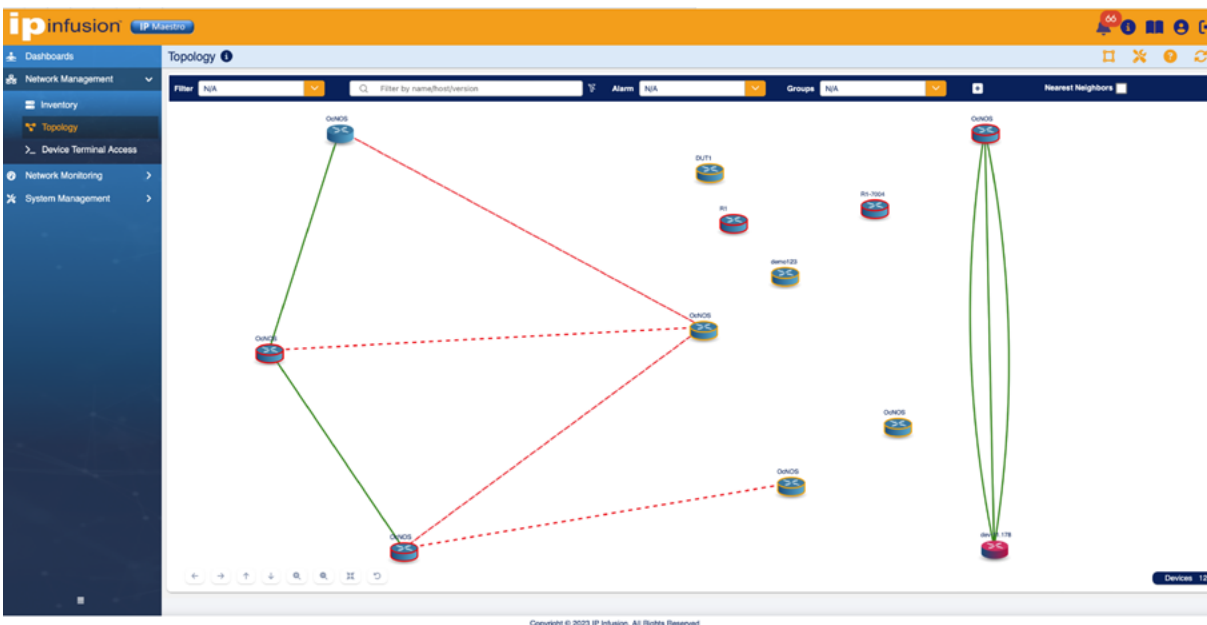 ip infusion IP Maestro
66
Dashboards
Topology
Network Management
Filter N/A
Filter by name/host/version
Alarm N/A
Groups N/A
Nearest Neighbors
Inventory
Topology
>_ Device Terminal Access
Network Monitoring
System Management
OcNOS
OcNOS
DUT1
R1-7004
R1
demo123
OcNOS
OcNOS
OcNOS
OcNOS
OcNOS
Devices 12
Copyright © 2023 IP Infusion. All Rights Reserved